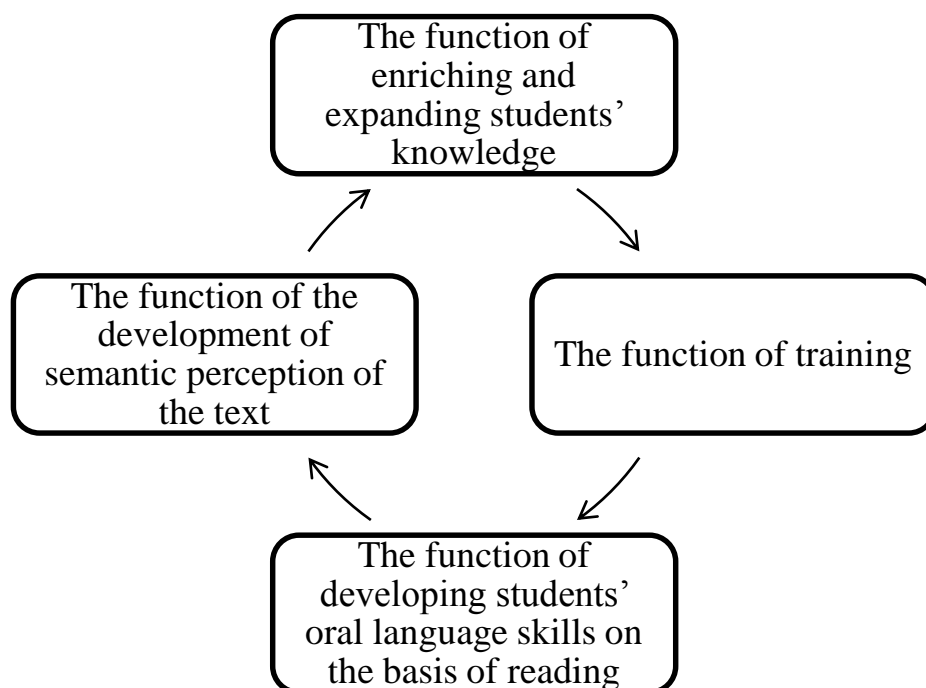 The function of
enriching and
expanding students’
knowledge
The function of the
development of
semantic perception of
the text
The function of training
The function of
developing students’
oral language skills on
the basis of reading